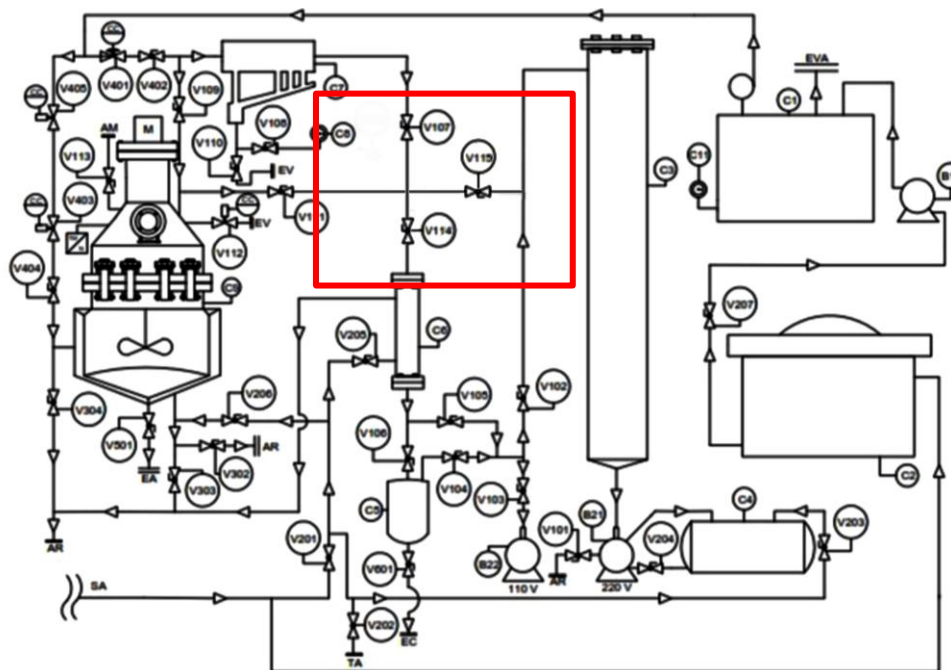 CC
EVA
V405
V401
V402
V109
C7
C1
AM
M
V108
C8
V107
V110
V115
C3
C11
B1
V113
EV
CC
V403
CC
EV
V112
V114
V404
C9
V207
C6
V205
V304
V206
V105
V102
V106
V501
AR
V302
V104
C2
EA
V303
V103
C5
V101
B21
C4
V203
AR
V201
V204
B22
V601
AR
110 V
220 V
SA
V202
EC
TA